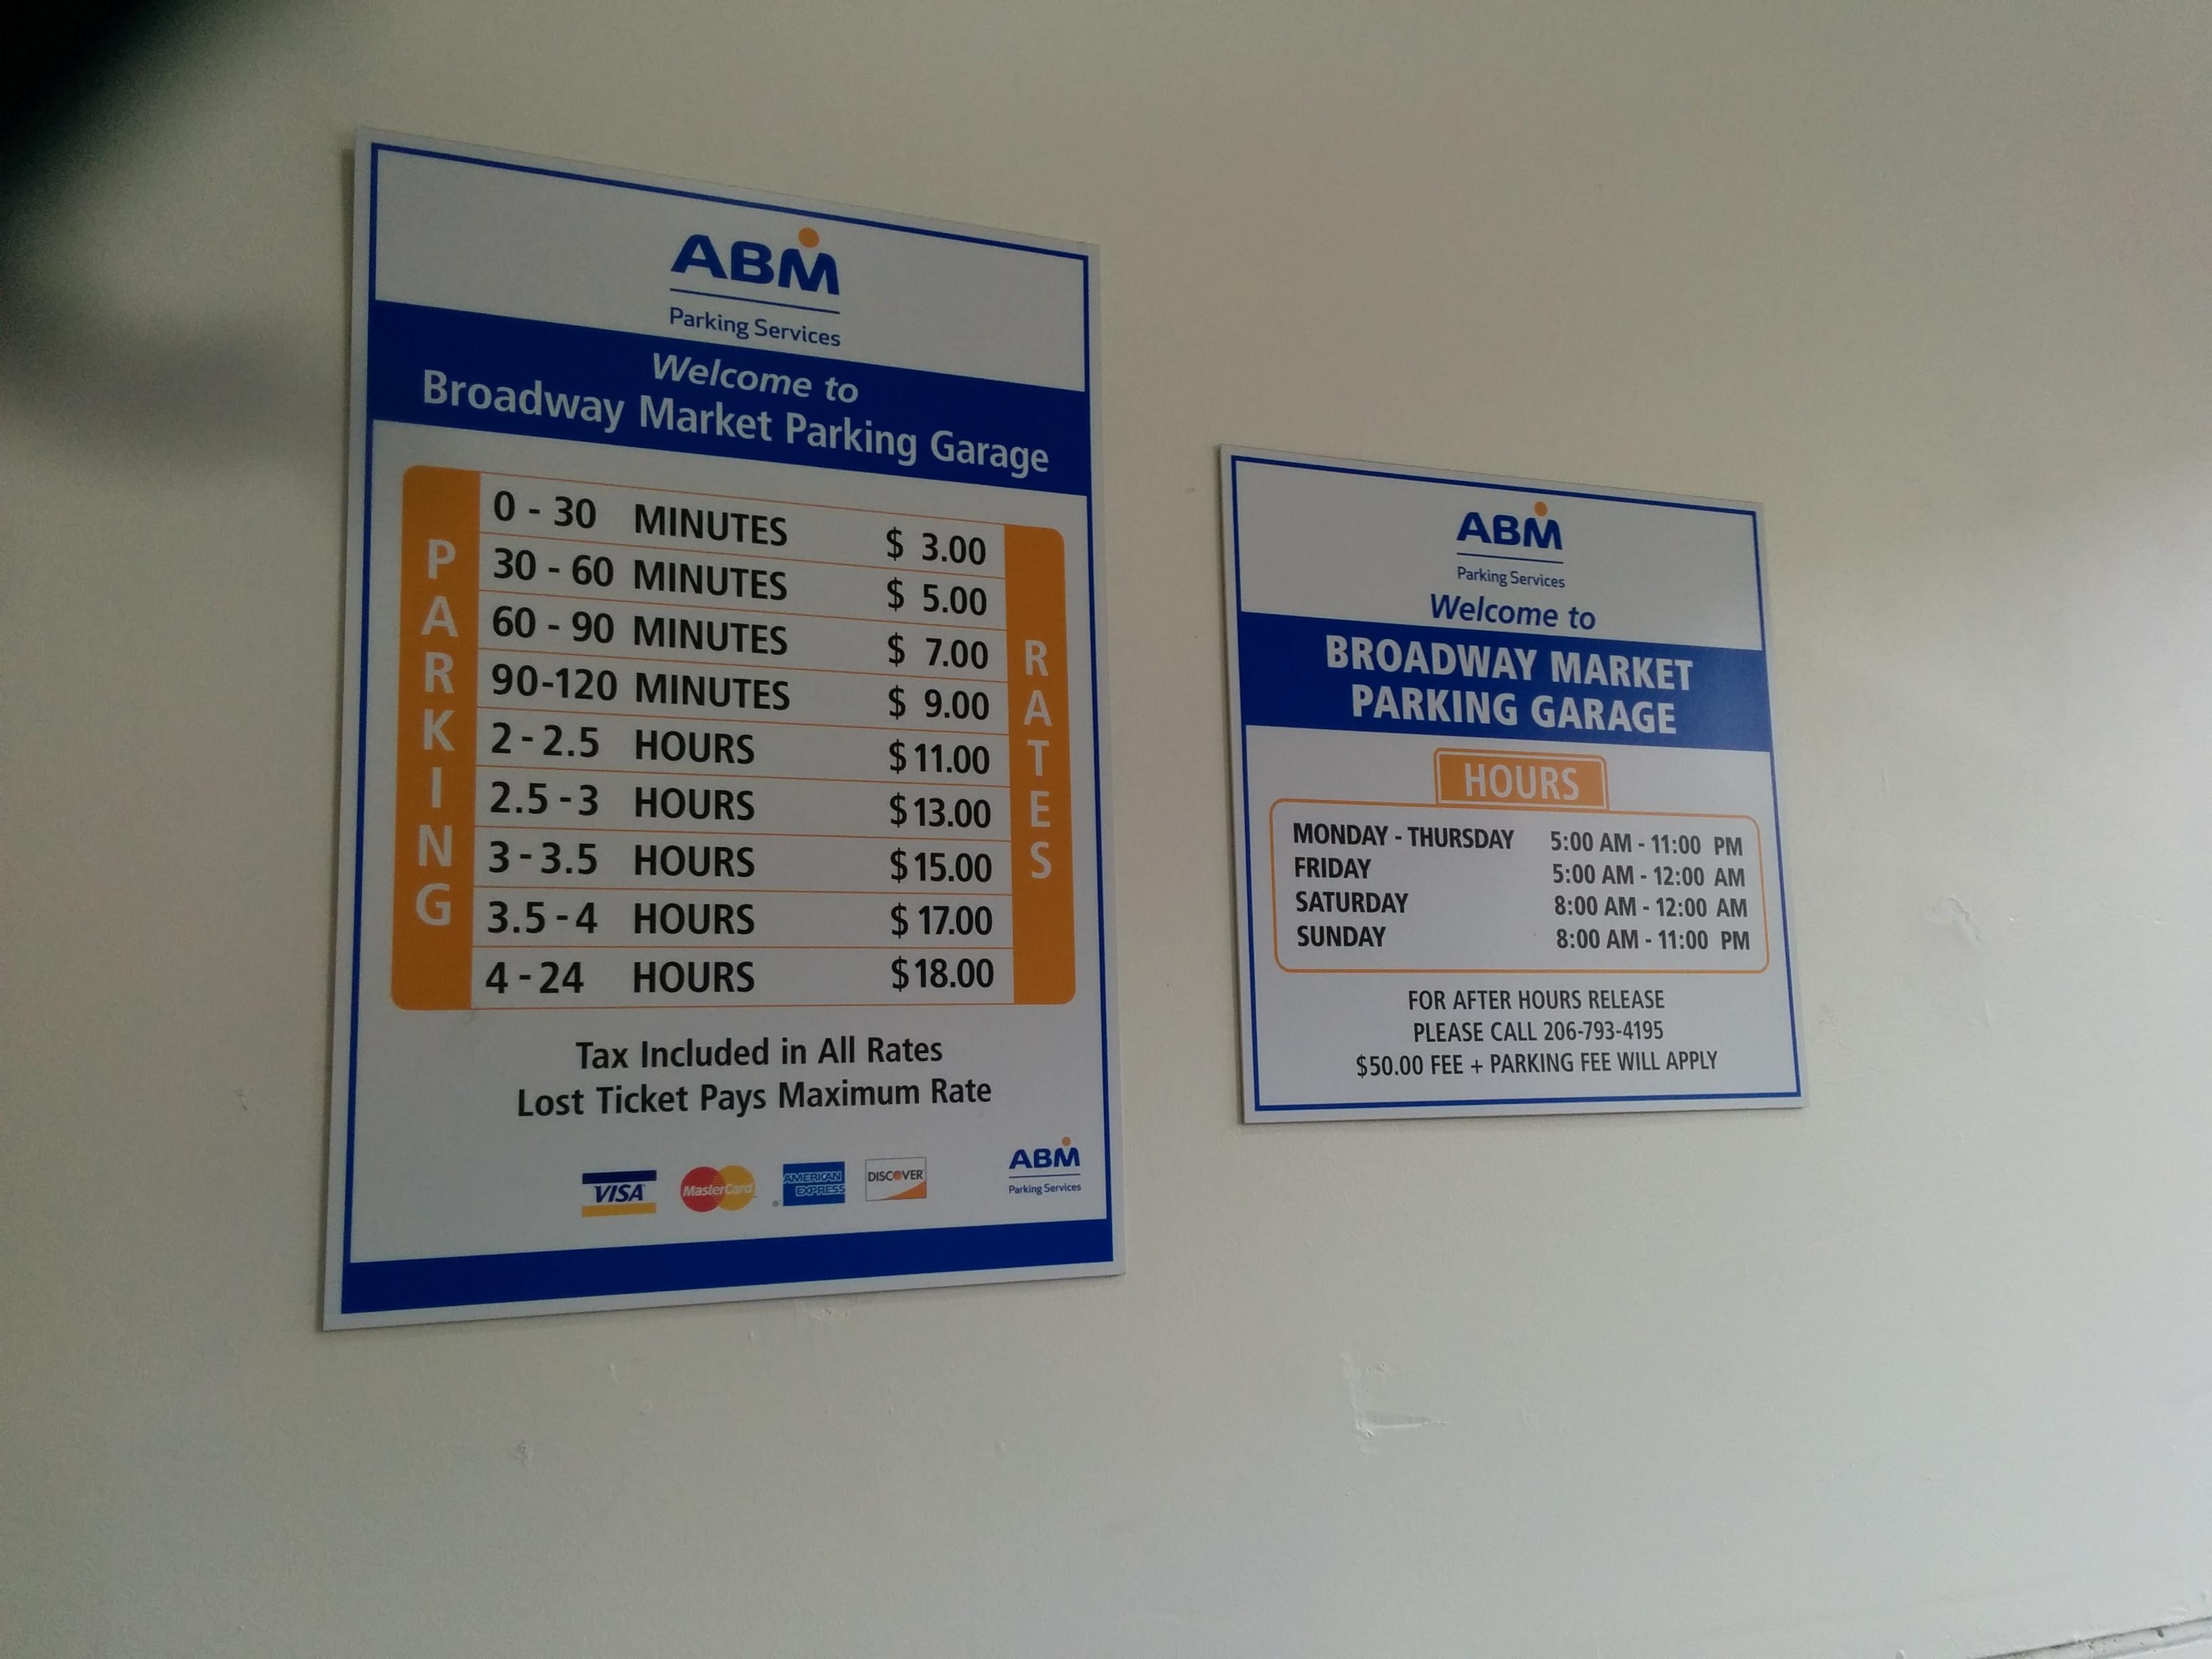 ABM
Parking Services
Welcome to
Broadway Market Parking Garage
PARKING
RATES
0 - 30 MINUTES $ 3.00
30 - 60 MINUTES $ 5.00
60 - 90 MINUTES $ 7.00
90-120 MINUTES $ 9.00
2 - 2.5 HOURS $11.00
2.5 - 3 HOURS $13.00
3 - 3.5 HOURS $15.00
3.5 - 4 HOURS $17.00
4 - 24 HOURS $18.00
Tax Included in All Rates
Lost Ticket Pays Maximum Rate
VISA MasterCard AMERICAN EXPRESS DISCOVER
ABM
Parking Services
ABM
Parking Services
Welcome to
BROADWAY MARKET
PARKING GARAGE
HOURS
MONDAY - THURSDAY 5:00 AM - 11:00 PM
FRIDAY 5:00 AM - 12:00 AM
SATURDAY 8:00 AM - 12:00 AM
SUNDAY 8:00 AM - 11:00 PM
FOR AFTER HOURS RELEASE
PLEASE CALL 206-793-4195
$50.00 FEE + PARKING FEE WILL APPLY